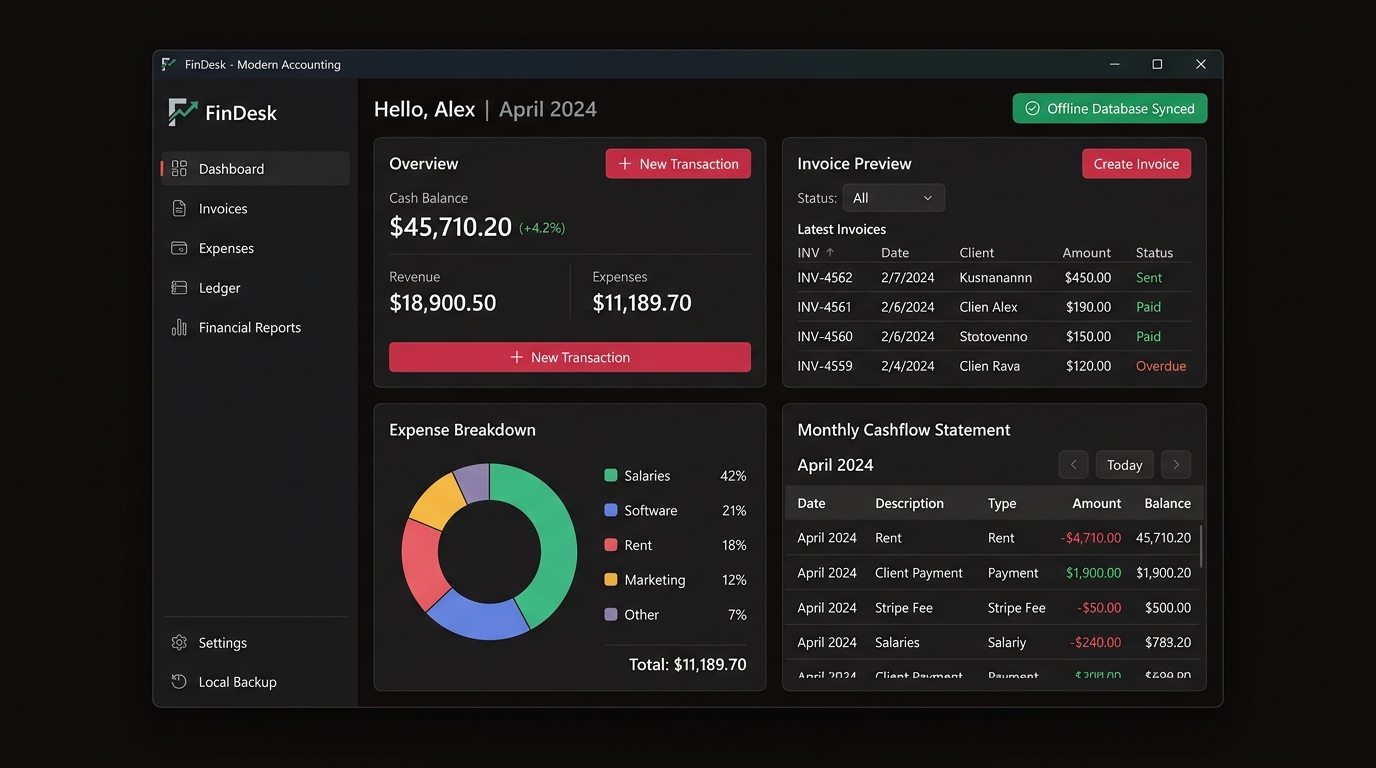 FinDesk - Modern Accounting
FinDesk
Dashboard
Invoices
Expenses
Ledger
Financial Reports
Settings
Local Backup
Hello, Alex | April 2024
Offline Database Synced
Overview
+ New Transaction
Cash Balance
$45,710.20 (+4.2%)
Revenue
$18,900.50
Expenses
$11,189.70
+ New Transaction
Invoice Preview
Create Invoice
Status: All
Latest Invoices
INV ↑ Date Client Amount Status
INV-4562 2/7/2024 Kusnanamn $450.00 Sent
INV-4561 2/6/2024 Clien Alex $190.00 Paid
INV-4560 2/6/2024 Stotovenno $150.00 Paid
INV-4559 2/4/2024 Clien Rava $120.00 Overdue
Expense Breakdown
Salaries 42%
Software 21%
Rent 18%
Marketing 12%
Other 7%
Total: $11,189.70
Monthly Cashflow Statement
April 2024
Today
Date Description Type Amount Balance
April 2024 Rent Rent -$4,710.00 45,710.20
April 2024 Client Payment Payment $1,900.00 $1,900.20
April 2024 Stripe Fee Stripe Fee -$50.00 $500.00
April 2024 Salaries Salariy -$240.00 $783.20
April 2024 Client Payment Payment